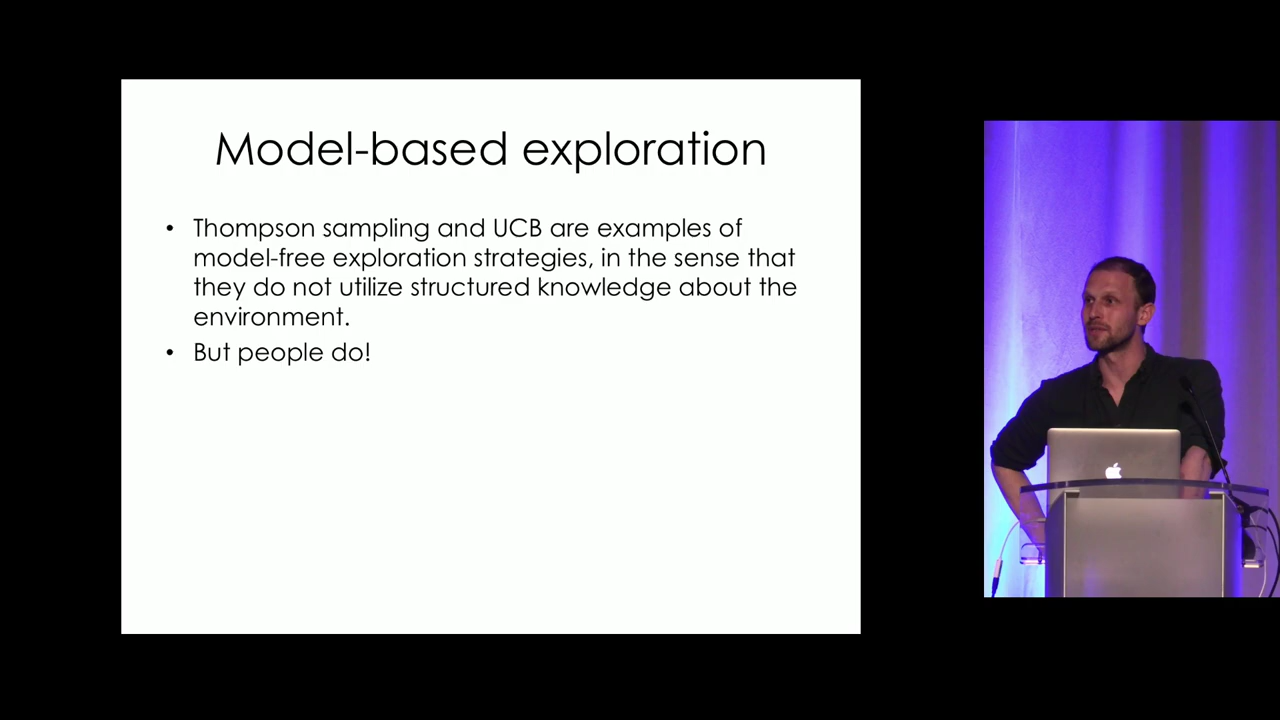 Model-based exploration
• Thompson sampling and UCB are examples of
model-free exploration strategies, in the sense that
they do not utilize structured knowledge about the
environment.
• But people do!